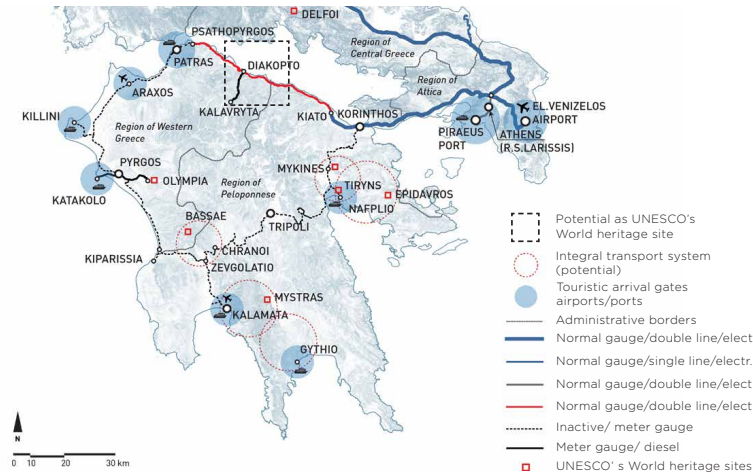 DELFOI
PSATHOPYRGOS
Region of
Central Greece
PATRAS
DIAKOPTO
Region of
Attica
ARAXOS
KALAVRYTA
KIATO
KORINTHOS
EL.VENIZELOS
AIRPORT
KILLINI
Region of Western
Greece
PIRAEUS
PORT
ATHENS
(R.S.LARISSIS)
MYKINES
PYRGOS
OLYMPIA
Region of
Peloponnese
TIRYNS
EPIDAVROS
KATAKOLO
NAFPLIO
BASSAE
TRIPOLI
CHRANOI
KIPARISSIA
ZEVGOLATIO
MYSTRAS
KALAMATA
GYTHIO
N
0 10 20 30 km
Potential as UNESCO's
World heritage site
Integral transport system
(potential)
Touristic arrival gates
airports/ports
Administrative borders
Normal gauge/double line/elect
Normal gauge/single line/electr.
Normal gauge/double line/elect
Normal gauge/double line/elect
Inactive/ meter gauge
Meter gauge/ diesel
UNESCO' s World heritage sites